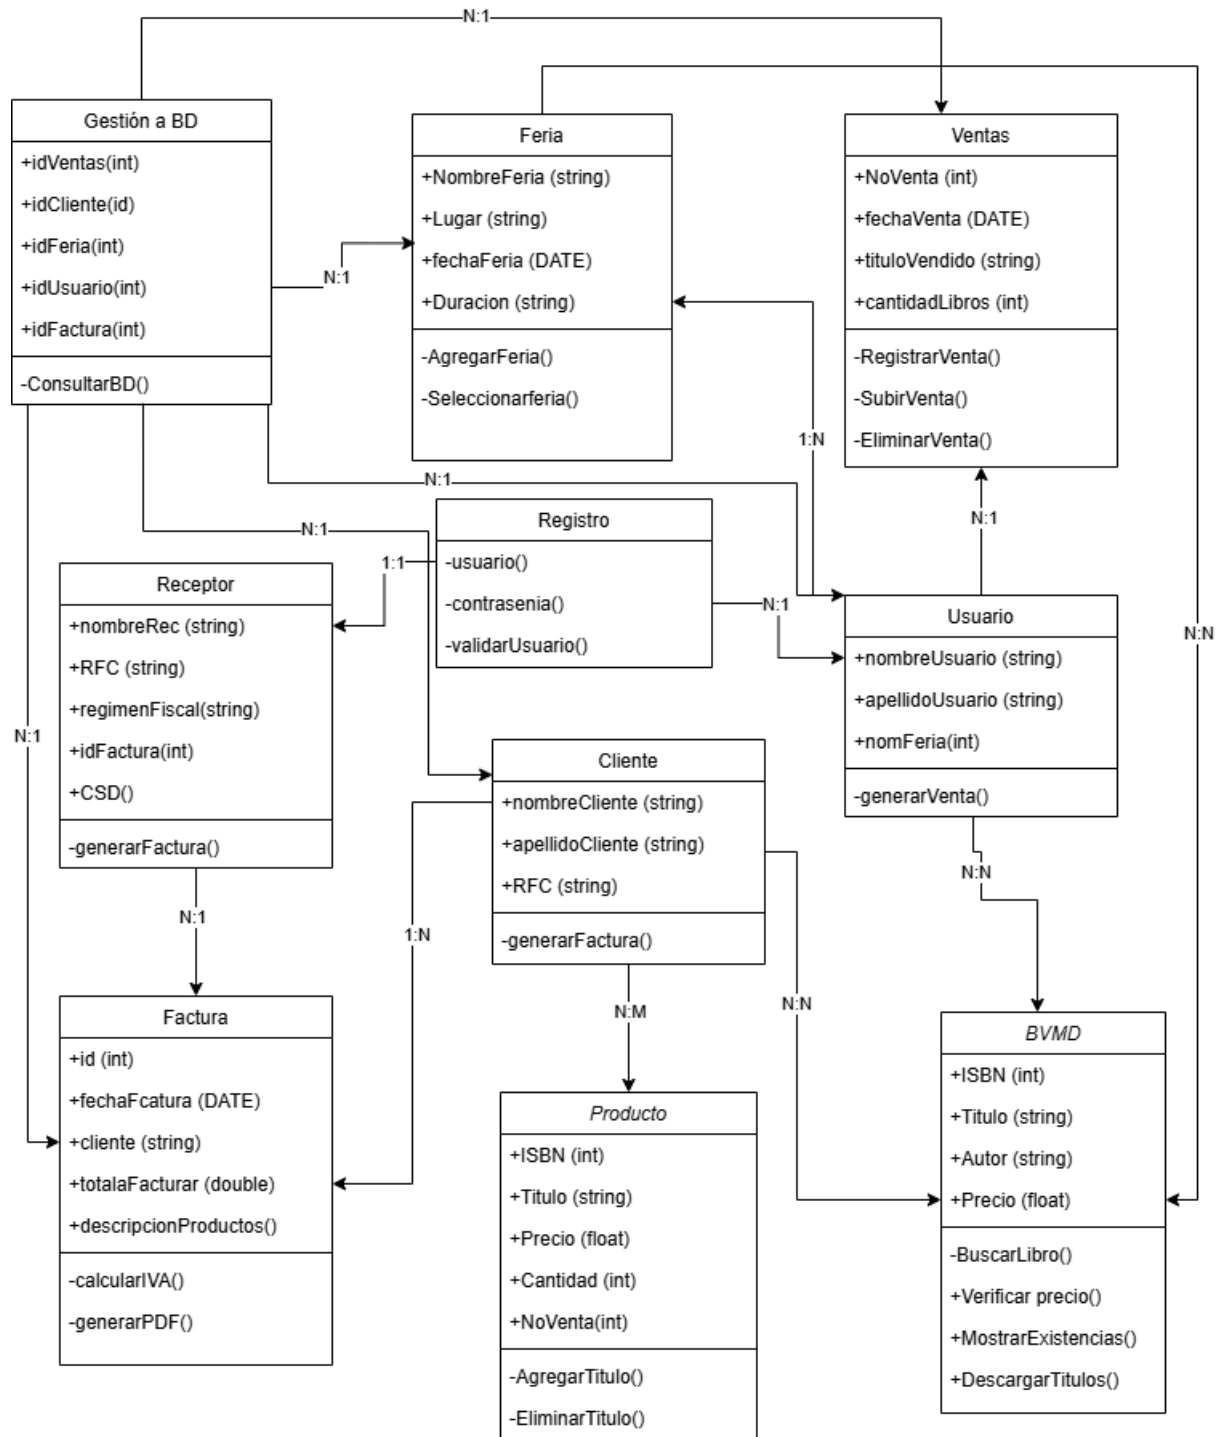 N:1
Gestión a BD
+idVentas(int)
+idCliente(id)
+idFeria(int)
+idUsuario(int)
+idFactura(int)
-ConsultarBD()
N:1
Feria
+NombreFeria (string)
+Lugar (string)
+fechaFeria (DATE)
+Duracion (string)
-AgregarFeria()
-Seleccionarferia()
Ventas
+NoVenta (int)
+fechaVenta (DATE)
+tituloVendido (string)
+cantidadLibros (int)
-RegistrarVenta()
-SubirVenta()
-EliminarVenta()
1:N
N:1
N:1
N:1
Registro
-usuario()
-contrasenia()
-validarUsuario()
1:1
N:1
N:N
Receptor
+nombreRec (string)
+RFC (string)
+regimenFiscal(string)
+idFactura(int)
+CSD()
-generarFactura()
N:1
Usuario
+nombreUsuario (string)
+apellidoUsuario (string)
+nomFeria(int)
-generarVenta()
Cliente
+nombreCliente (string)
+apellidoCliente (string)
+RFC (string)
-generarFactura()
N:N
N:1
1:N
N:M
N:N
Factura
+id (int)
+fechaFcatura (DATE)
+cliente (string)
+totalaFacturar (double)
+descripcionProductos()
-calcularIVA()
-generarPDF()
Producto
+ISBN (int)
+Titulo (string)
+Precio (float)
+Cantidad (int)
+NoVenta(int)
-AgregarTitulo()
-EliminarTitulo()
BVMD
+ISBN (int)
+Titulo (string)
+Autor (string)
+Precio (float)
-BuscarLibro()
+Verificar precio()
+MostrarExistencias()
+DescargarTitulos()